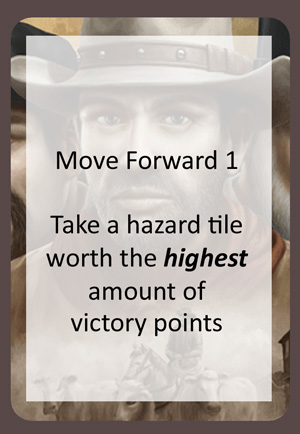 Move Forward 1
Take a hazard tile
worth the highest
amount of
victory points